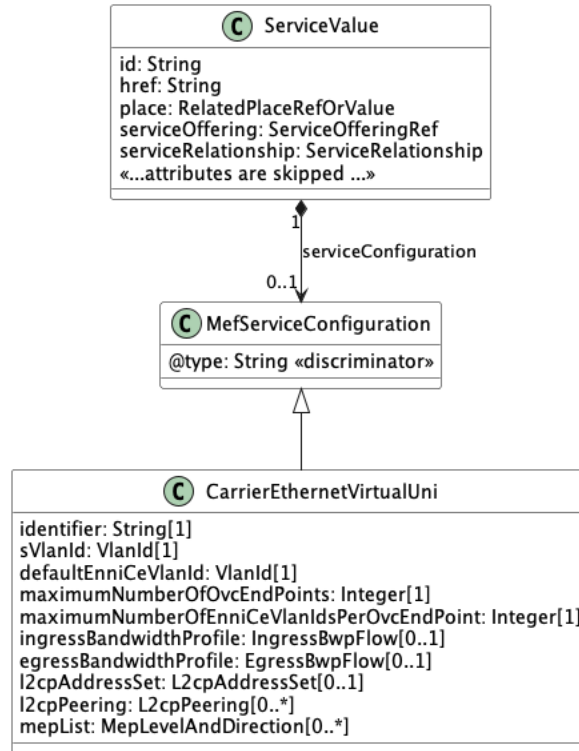 C ServiceValue
id: String
href: String
place: RelatedPlaceRefOrValue
serviceOffering: ServiceOfferingRef
serviceRelationship: ServiceRelationship
«...attributes are skipped ...»
1
serviceConfiguration
0..1
C MefServiceConfiguration
@type: String «discriminator»
C CarrierEthernetVirtualUni
identifier: String[1]
sVlanId: VlanId[1]
defaultEnniCeVlanId: VlanId[1]
maximumNumberOfOvcEndPoints: Integer[1]
maximumNumberOfEnniCeVlanIdsPerOvcEndPoint: Integer[1]
ingressBandwidthProfile: IngressBwpFlow[0..1]
egressBandwidthProfile: EgressBwpFlow[0..1]
l2cpAddressSet: L2cpAddressSet[0..1]
l2cpPeering: L2cpPeering[0..*]
mepList: MepLevelAndDirection[0..*]